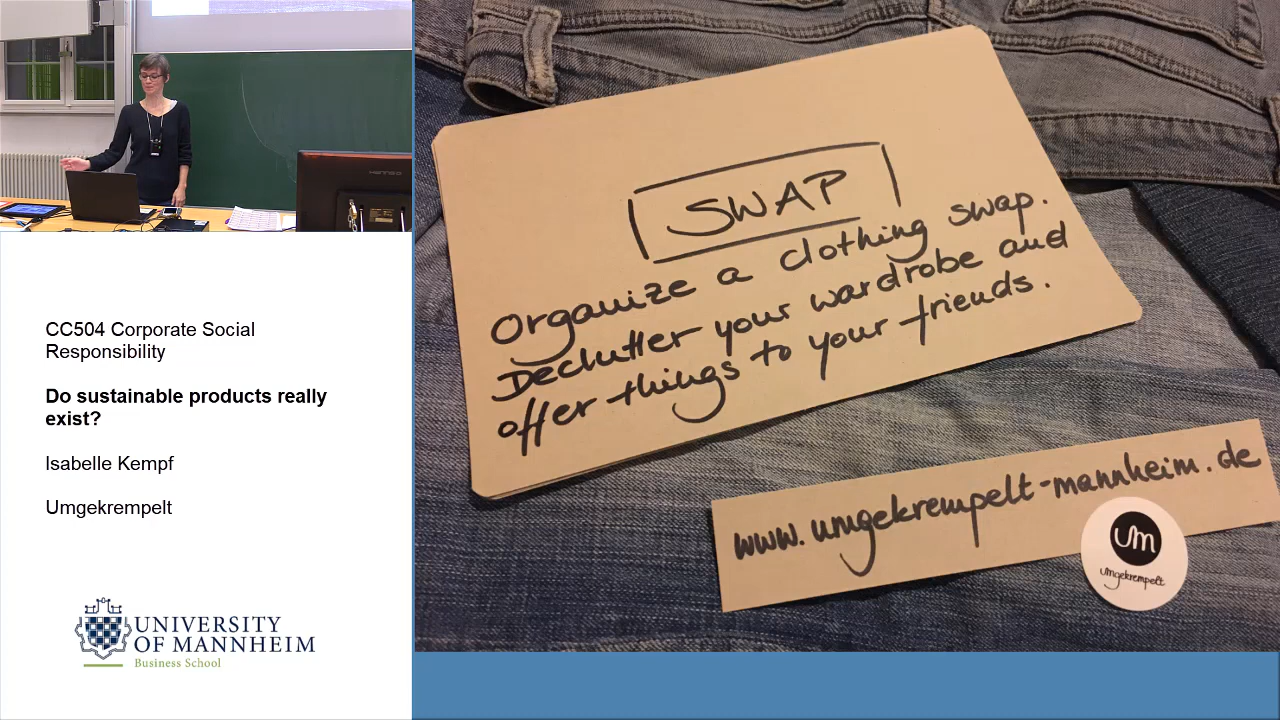 CC504 Corporate Social
Responsibility
Do sustainable products really
exist?
Isabelle Kempf
Umgekrempelt
UNIVERSITY
OF MANNHEIM
Business School
SWAP
Organize a clothing swap.
Declutter your wardrobe and
offer things to your friends.
www.umgekrempelt-mannheim.de
um
umgekrempelt